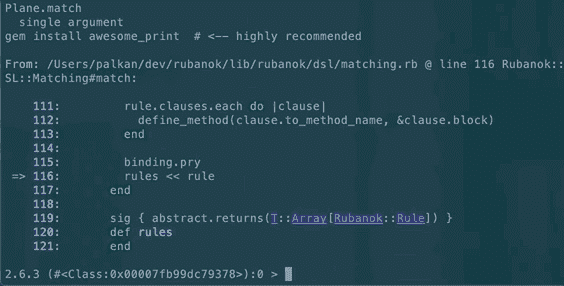 Plane.match
  single argument
gem install awesome_print  # <-- highly recommended

From: /Users/palkan/dev/rubanok/lib/rubanok/dsl/matching.rb @ line 116 Rubanok::
SL::Matching#match:

    111:         rule.clauses.each do |clause|
    112:           define_method(clause.to_method_name, &clause.block)
    113:         end
    114:
    115:         binding.pry
 => 116:         rules << rule
    117:       end
    118:
    119:       sig { abstract.returns(T::Array[Rubanok::Rule]) }
    120:       def rules
    121:       end

2.6.3 (#<Class:0x00007fb99dc79378>):0 >